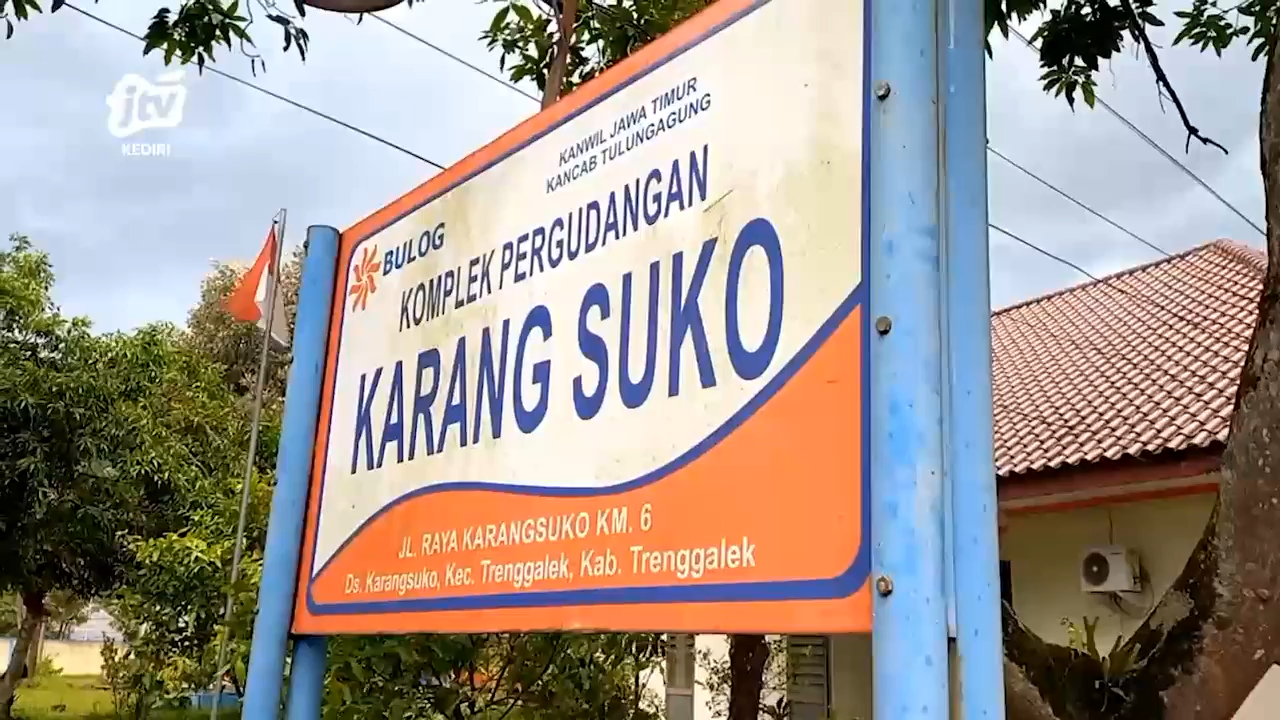 jtv
KEDIRI
KANWIL JAWA TIMUR
KANCAB TULUNGAGUNG
BULOG
KOMPLEK PERGUDANGAN
KARANG SUKO
JL. RAYA KARANGSUKO KM. 6
Ds. Karangsuko, Kec. Trenggalek, Kab. Trenggalek